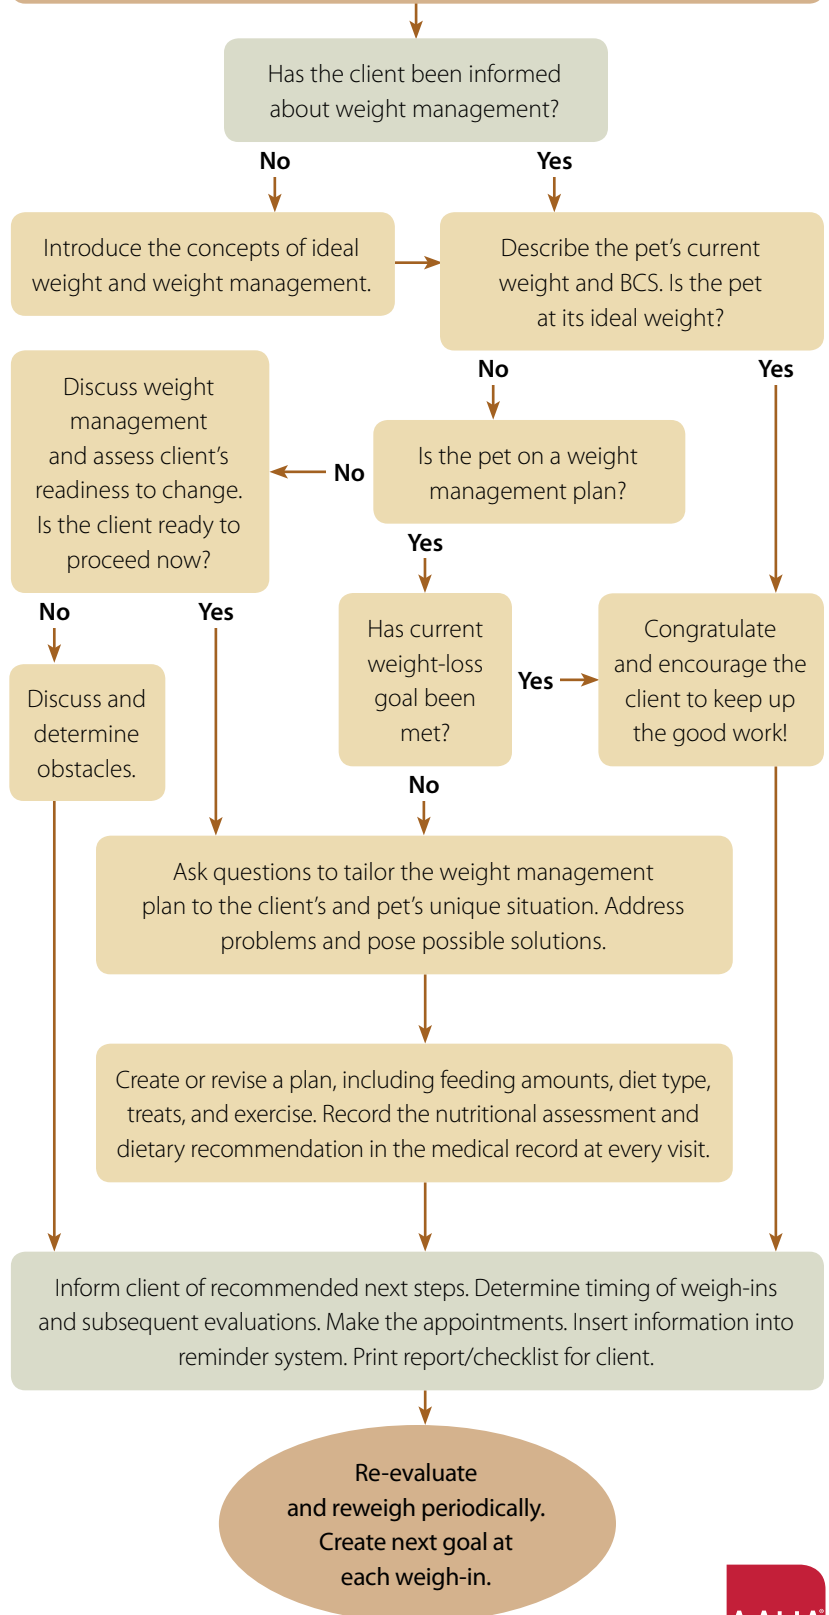 Has the client been informed
about weight management?
No
Yes
Introduce the concepts of ideal
weight and weight management.
Describe the pet’s current
weight and BCS. Is the pet
at its ideal weight?
No
Yes
Discuss weight
management
and assess client’s
readiness to change.
Is the client ready to
proceed now?
Is the pet on a weight
management plan?
No
Yes
No
Yes
Has current
weight-loss
goal been
met?
Yes
Congratulate
and encourage the
client to keep up
the good work!
Discuss and
determine
obstacles.
No
Ask questions to tailor the weight management
plan to the client’s and pet’s unique situation. Address
problems and pose possible solutions.
Create or revise a plan, including feeding amounts, diet type,
treats, and exercise. Record the nutritional assessment and
dietary recommendation in the medical record at every visit.
Inform client of recommended next steps. Determine timing of weigh-ins
and subsequent evaluations. Make the appointments. Insert information into
reminder system. Print report/checklist for client.
Re-evaluate
and reweigh periodically.
Create next goal at
each weigh-in.